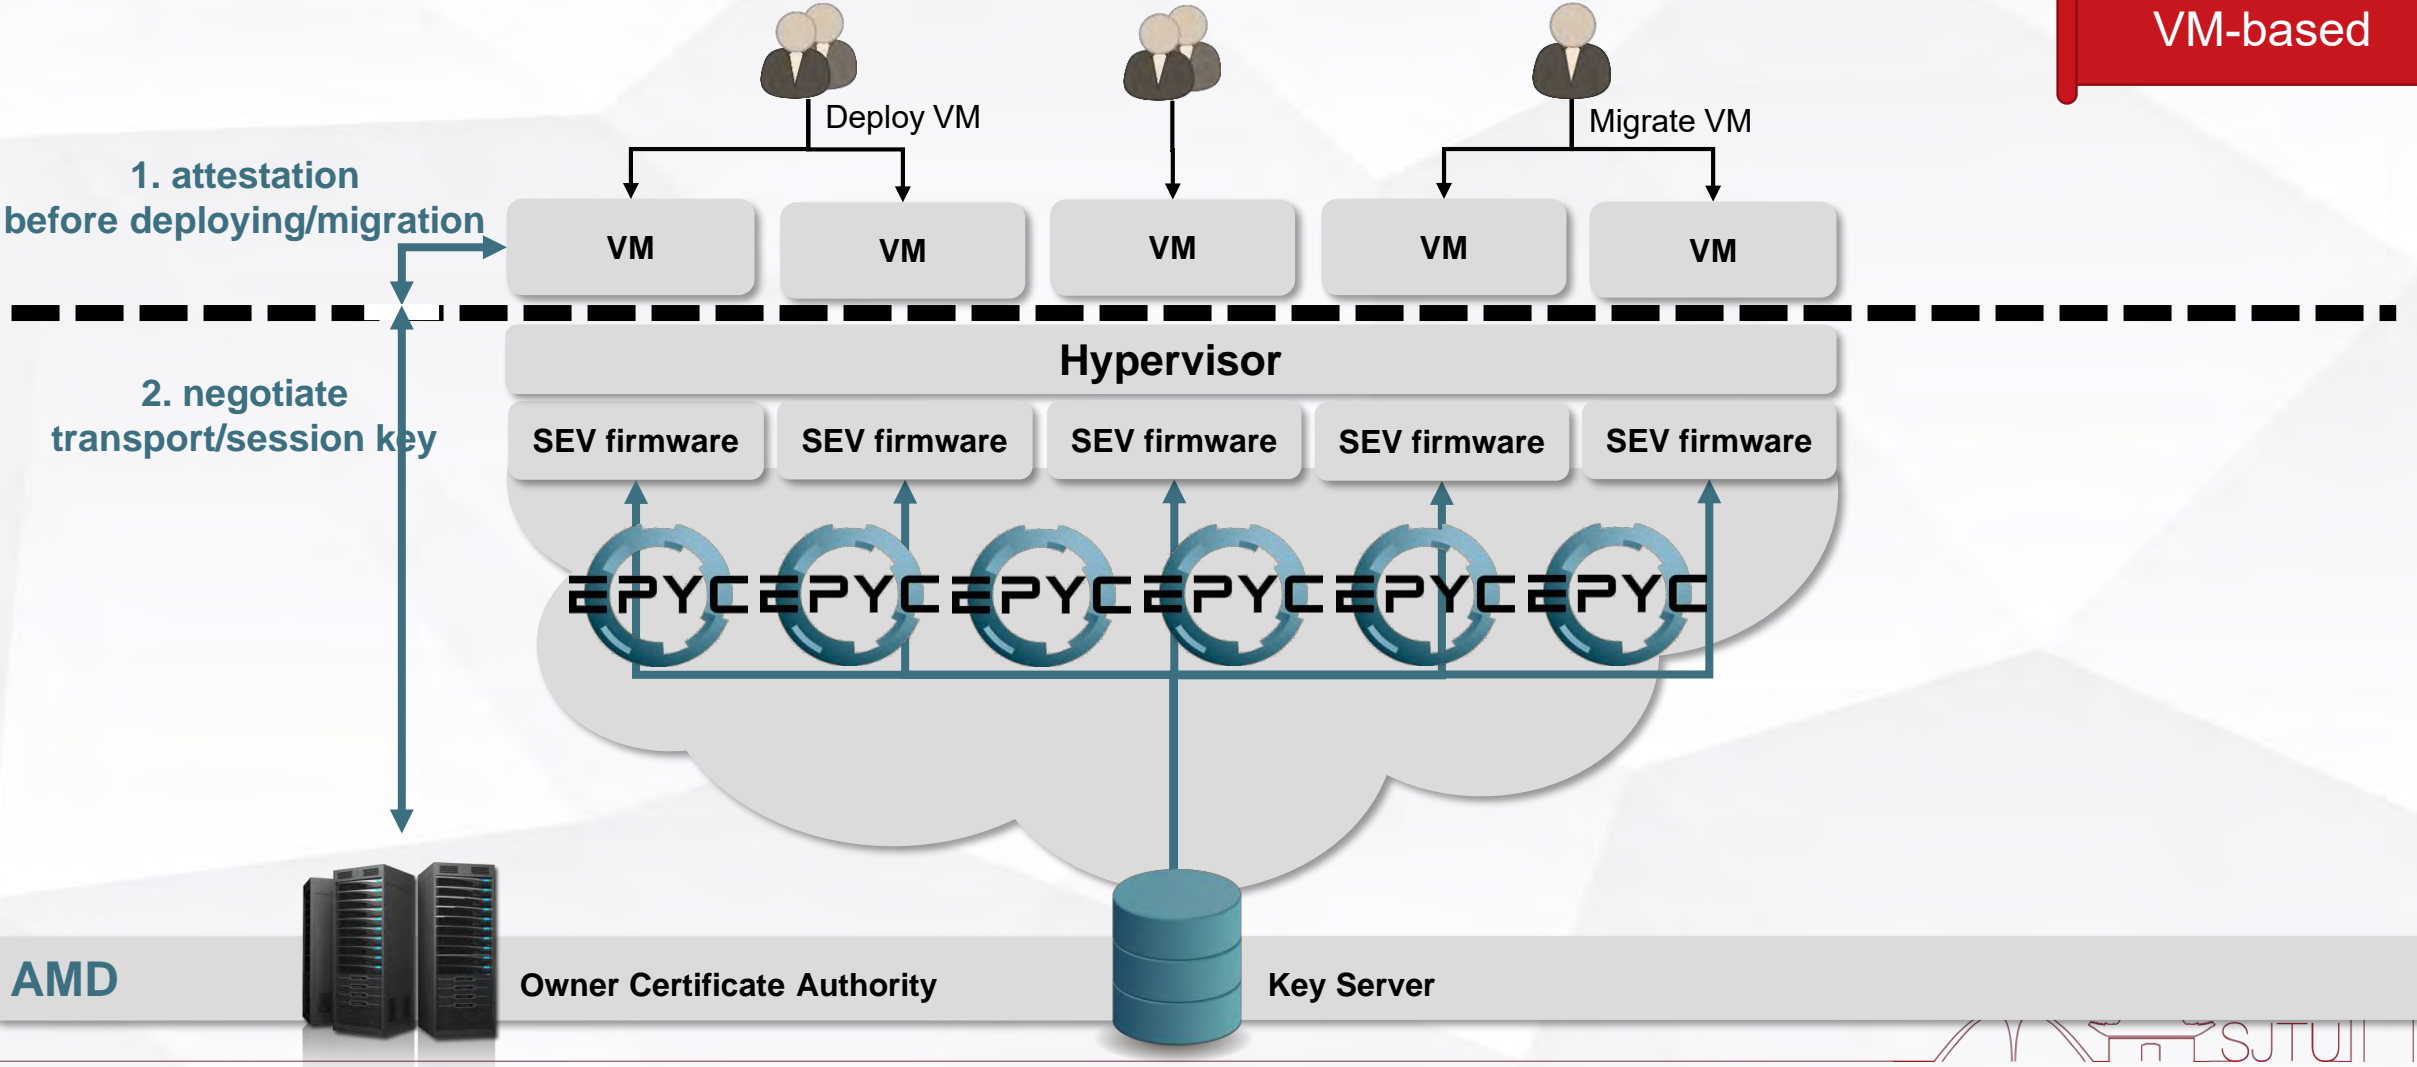 VM-based
Deploy VM
Migrate VM
1. attestation
before deploying/migration
VM
VM
VM
VM
VM
Hypervisor
2. negotiate
transport/session key
SEV firmware
SEV firmware
SEV firmware
SEV firmware
SEV firmware
EPYC
EPYC
EPYC
EPYC
EPYC
EPYC
AMD
Owner Certificate Authority
Key Server
SJTU